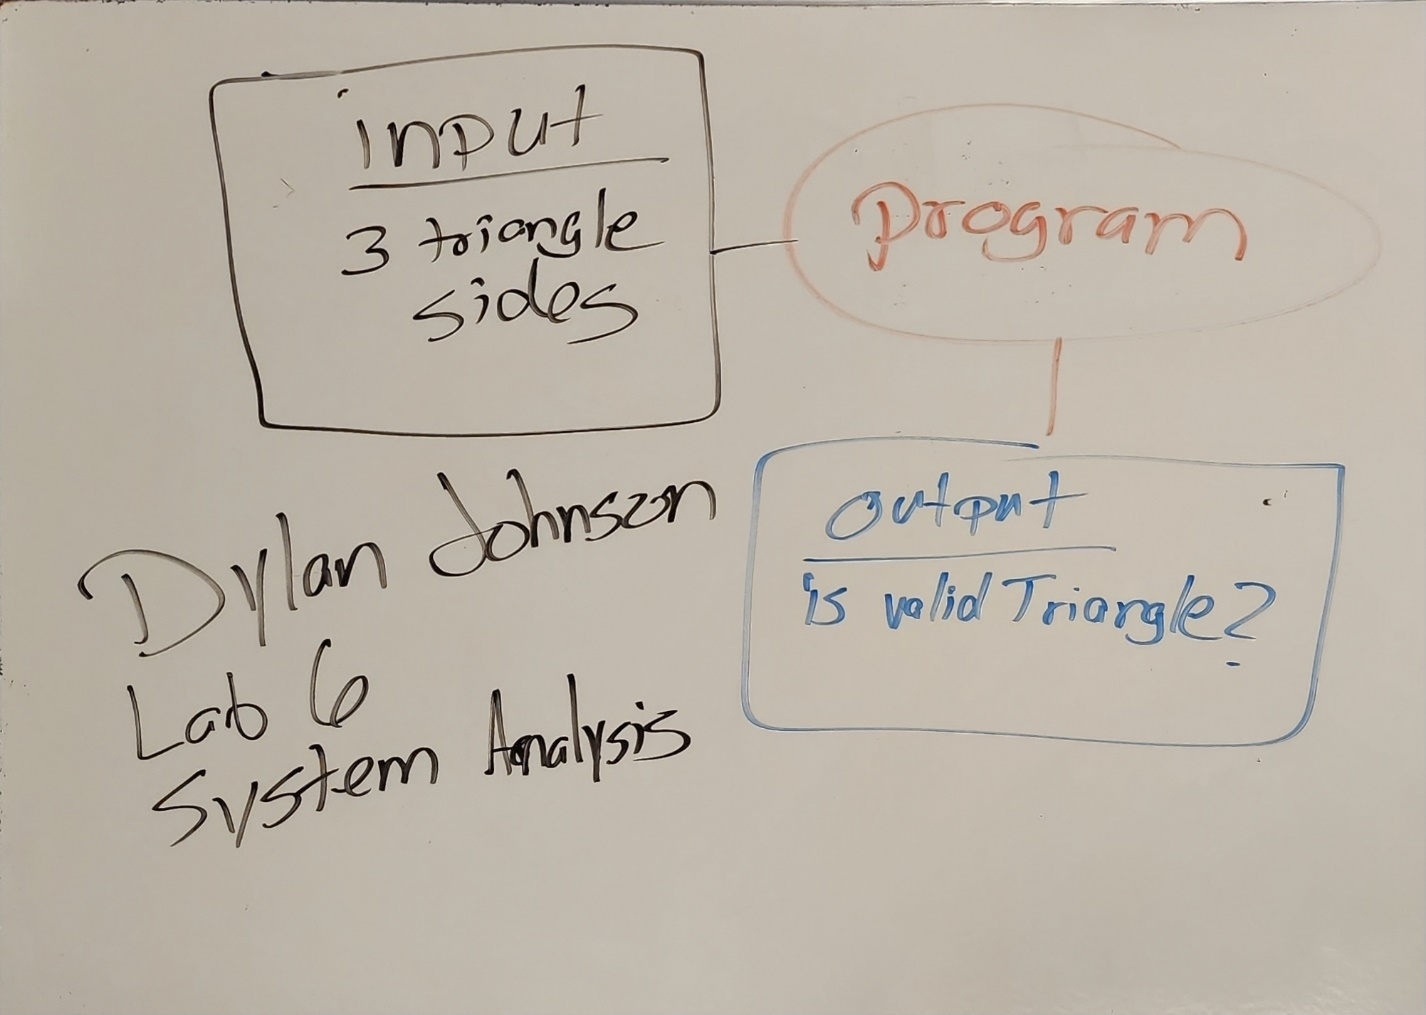 input
3 triangle
sides
Program
output
is valid Triangle?
Dylan Johnson
Lab 6
System Analysis